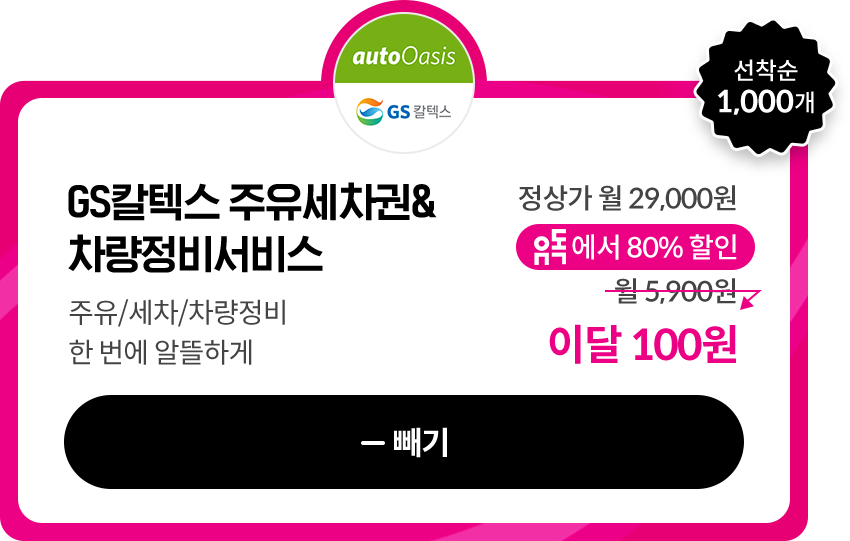 autoOasis
GS칼텍스
선착순
1,000개
GS칼텍스 주유세차권&
차량정비서비스
주유/세차/차량정비
한 번에 알뜰하게
정상가 월 29,000원
유독에서 80% 할인
월 5,900원
이달 100원
– 빼기